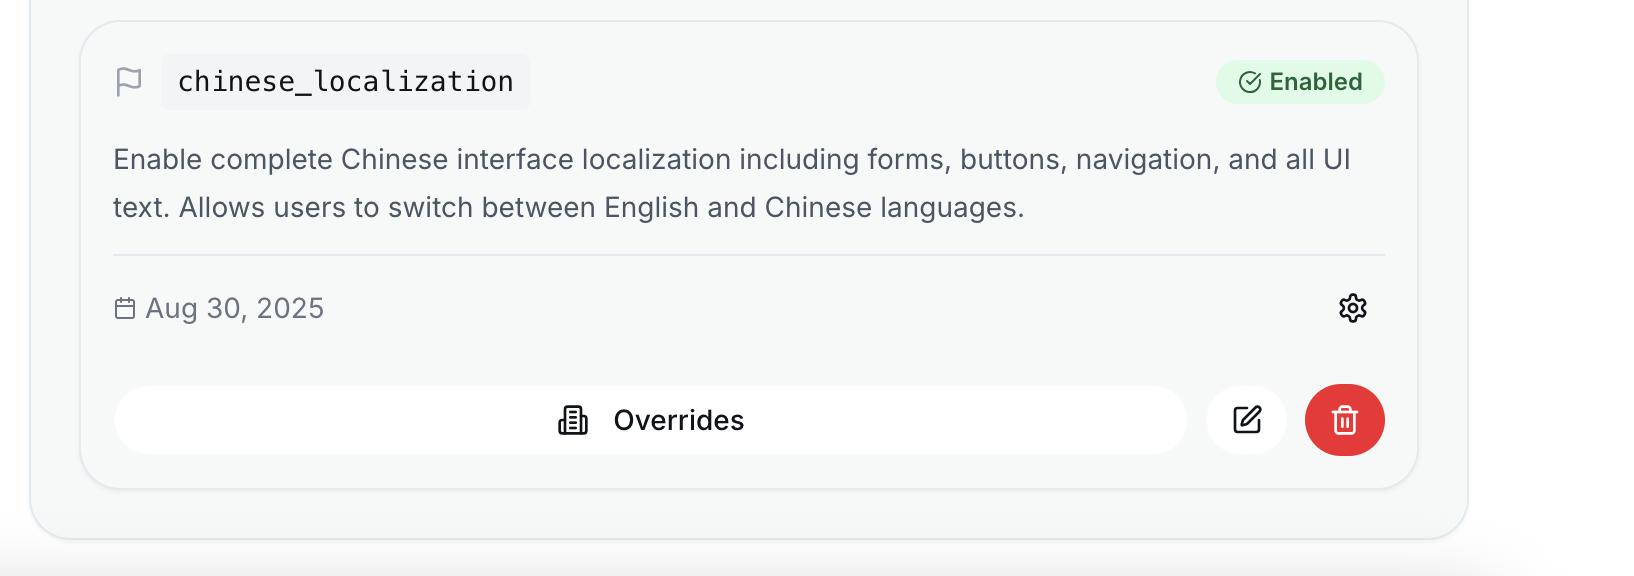 chinese_localization
Enabled
Enable complete Chinese interface localization including forms, buttons, navigation, and all UI
text. Allows users to switch between English and Chinese languages.
Aug 30, 2025
Overrides